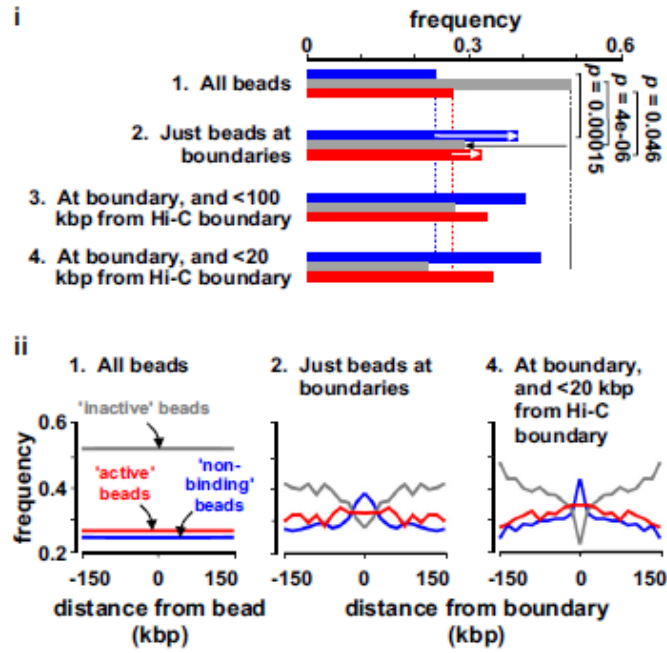 i
frequency
0 0.3 0.6
1. All beads
2. Just beads at
boundaries
3. At boundary, and <100
kbp from Hi-C boundary
4. At boundary, and <20
kbp from Hi-C boundary
p = 0.00015
p = 4e-06
p = 0.046
ii
1. All beads
2. Just beads at
boundaries
4. At boundary,
and <20 kbp
from Hi-C
boundary
frequency
0.6
0.4
0.2
'inactive' beads
'active'
beads
'non-
binding'
beads
-150 0 150
-150 0 150
-150 0 150
distance from bead
(kbp)
distance from boundary
(kbp)